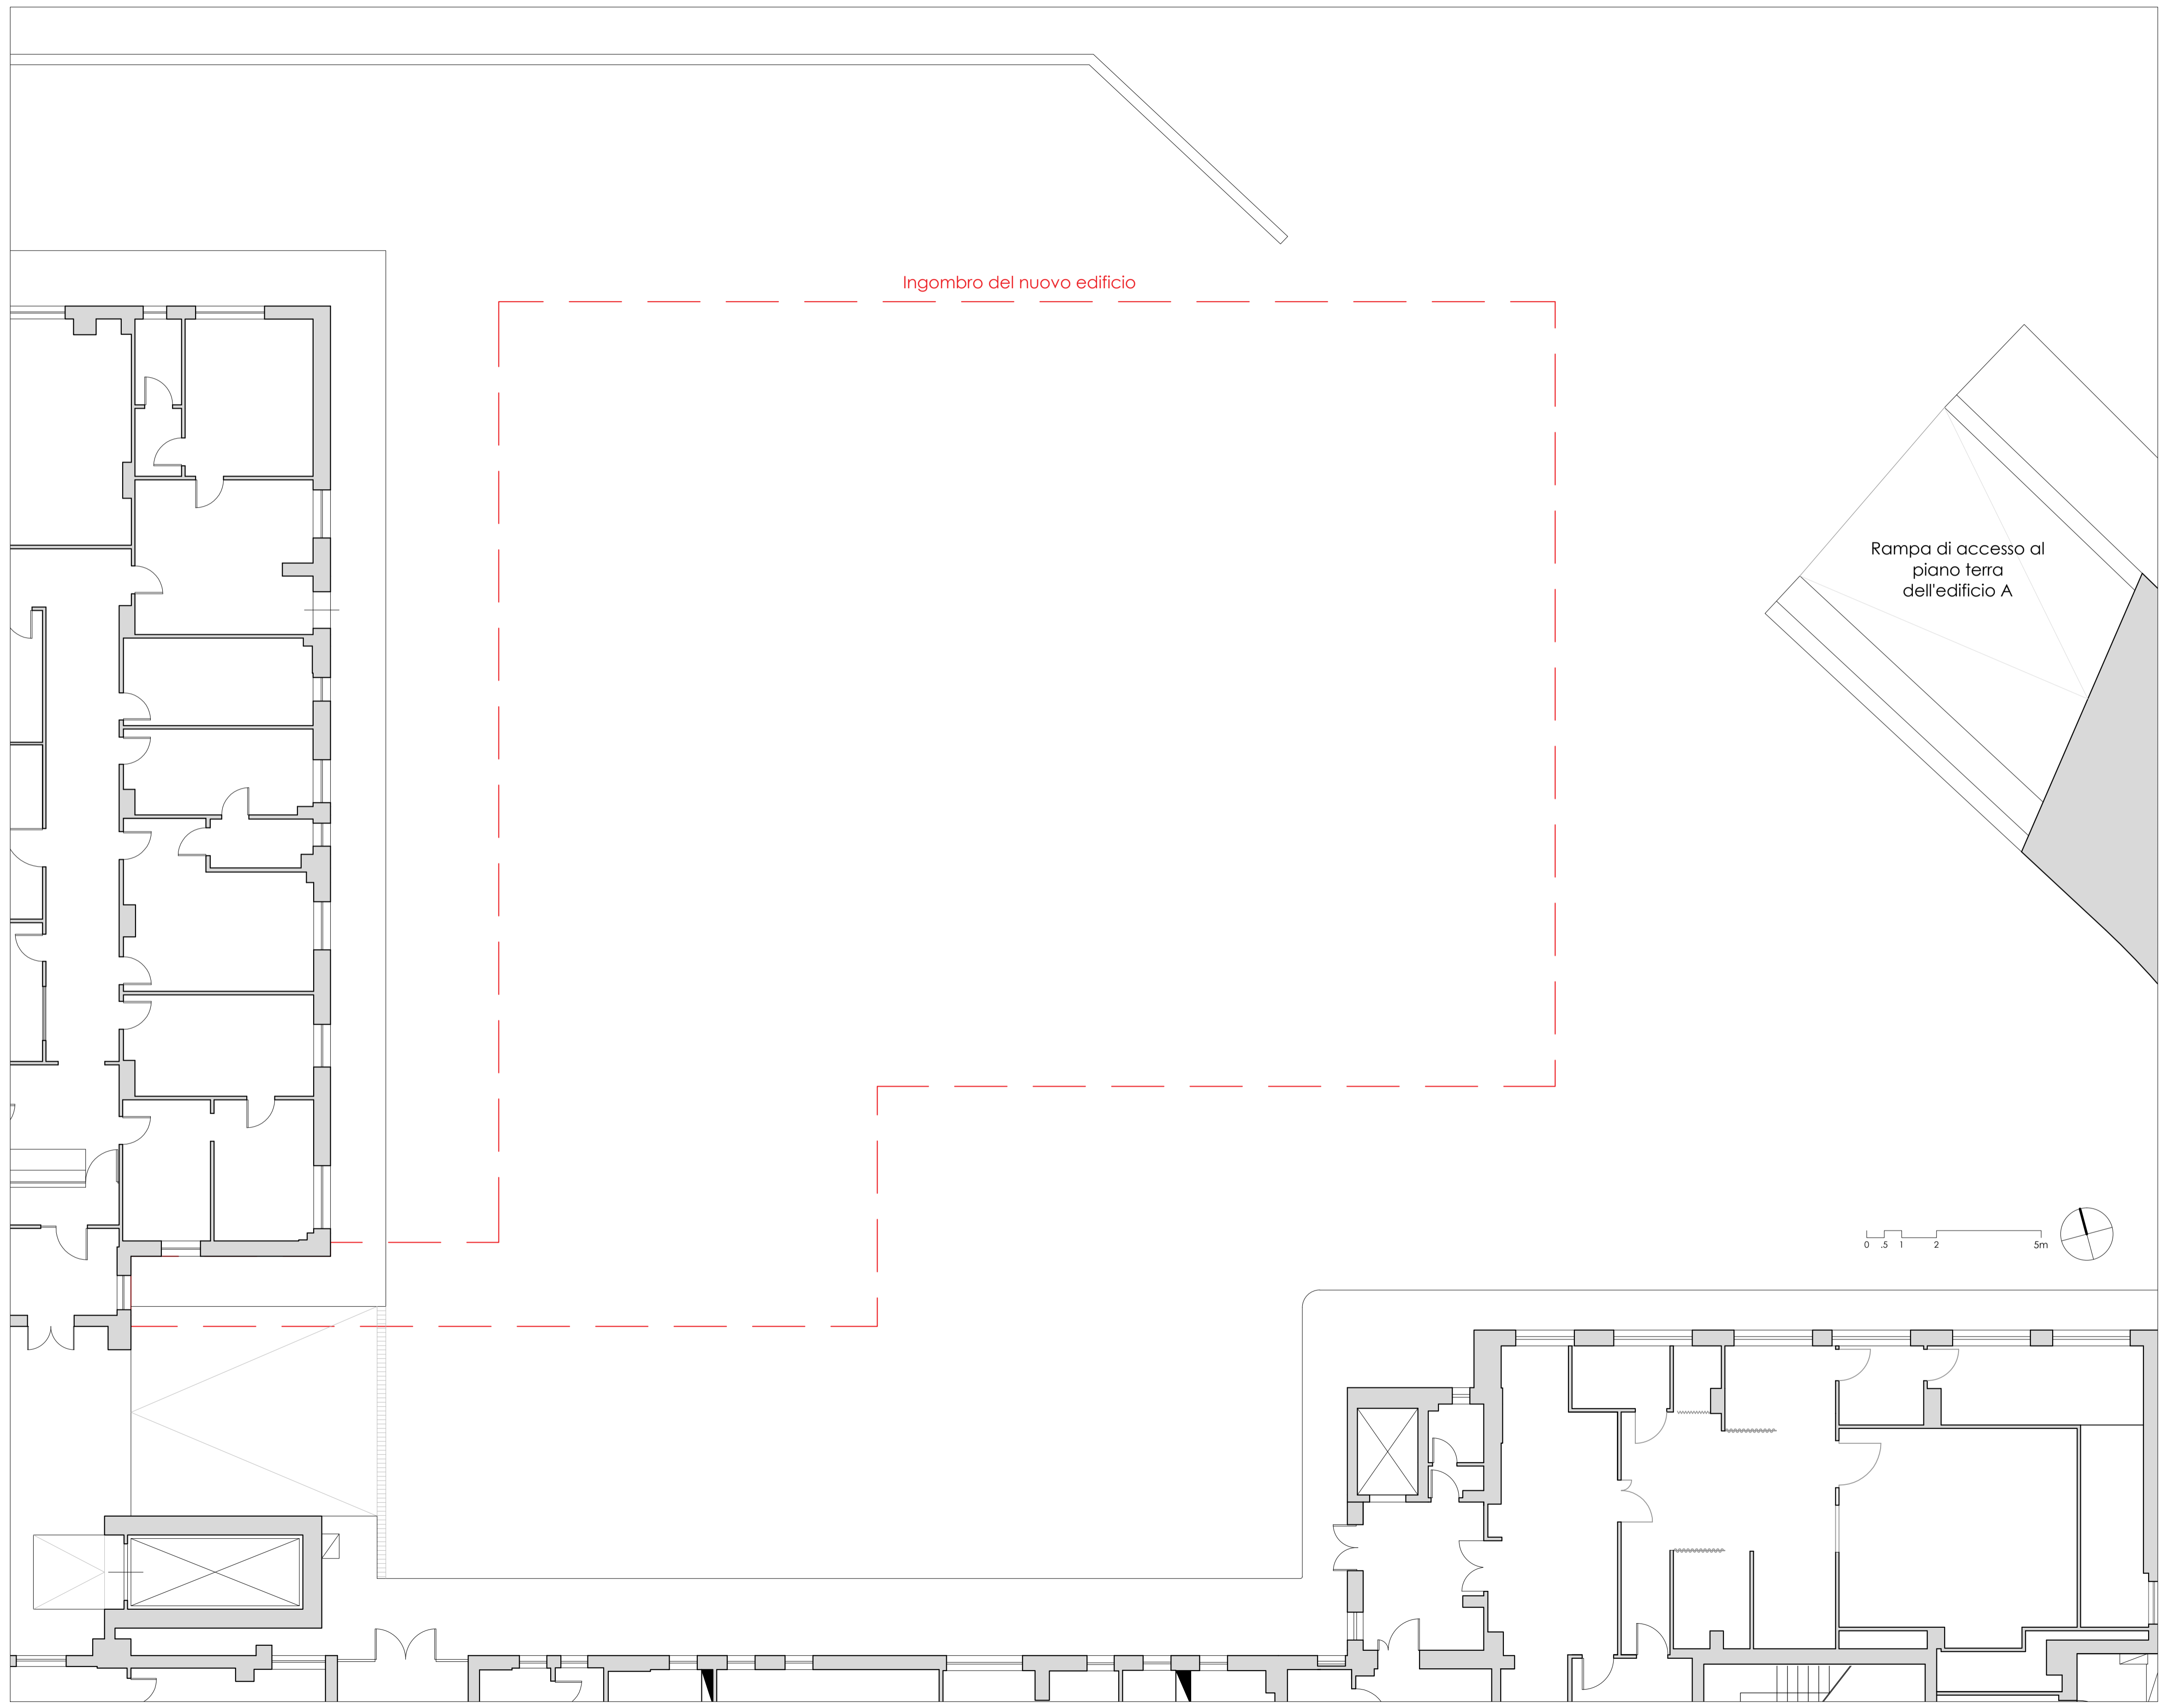 Ingombro del nuovo edificio
Rampa di accesso al
piano terra
dell'edificio A
0 .5 1 2 5m